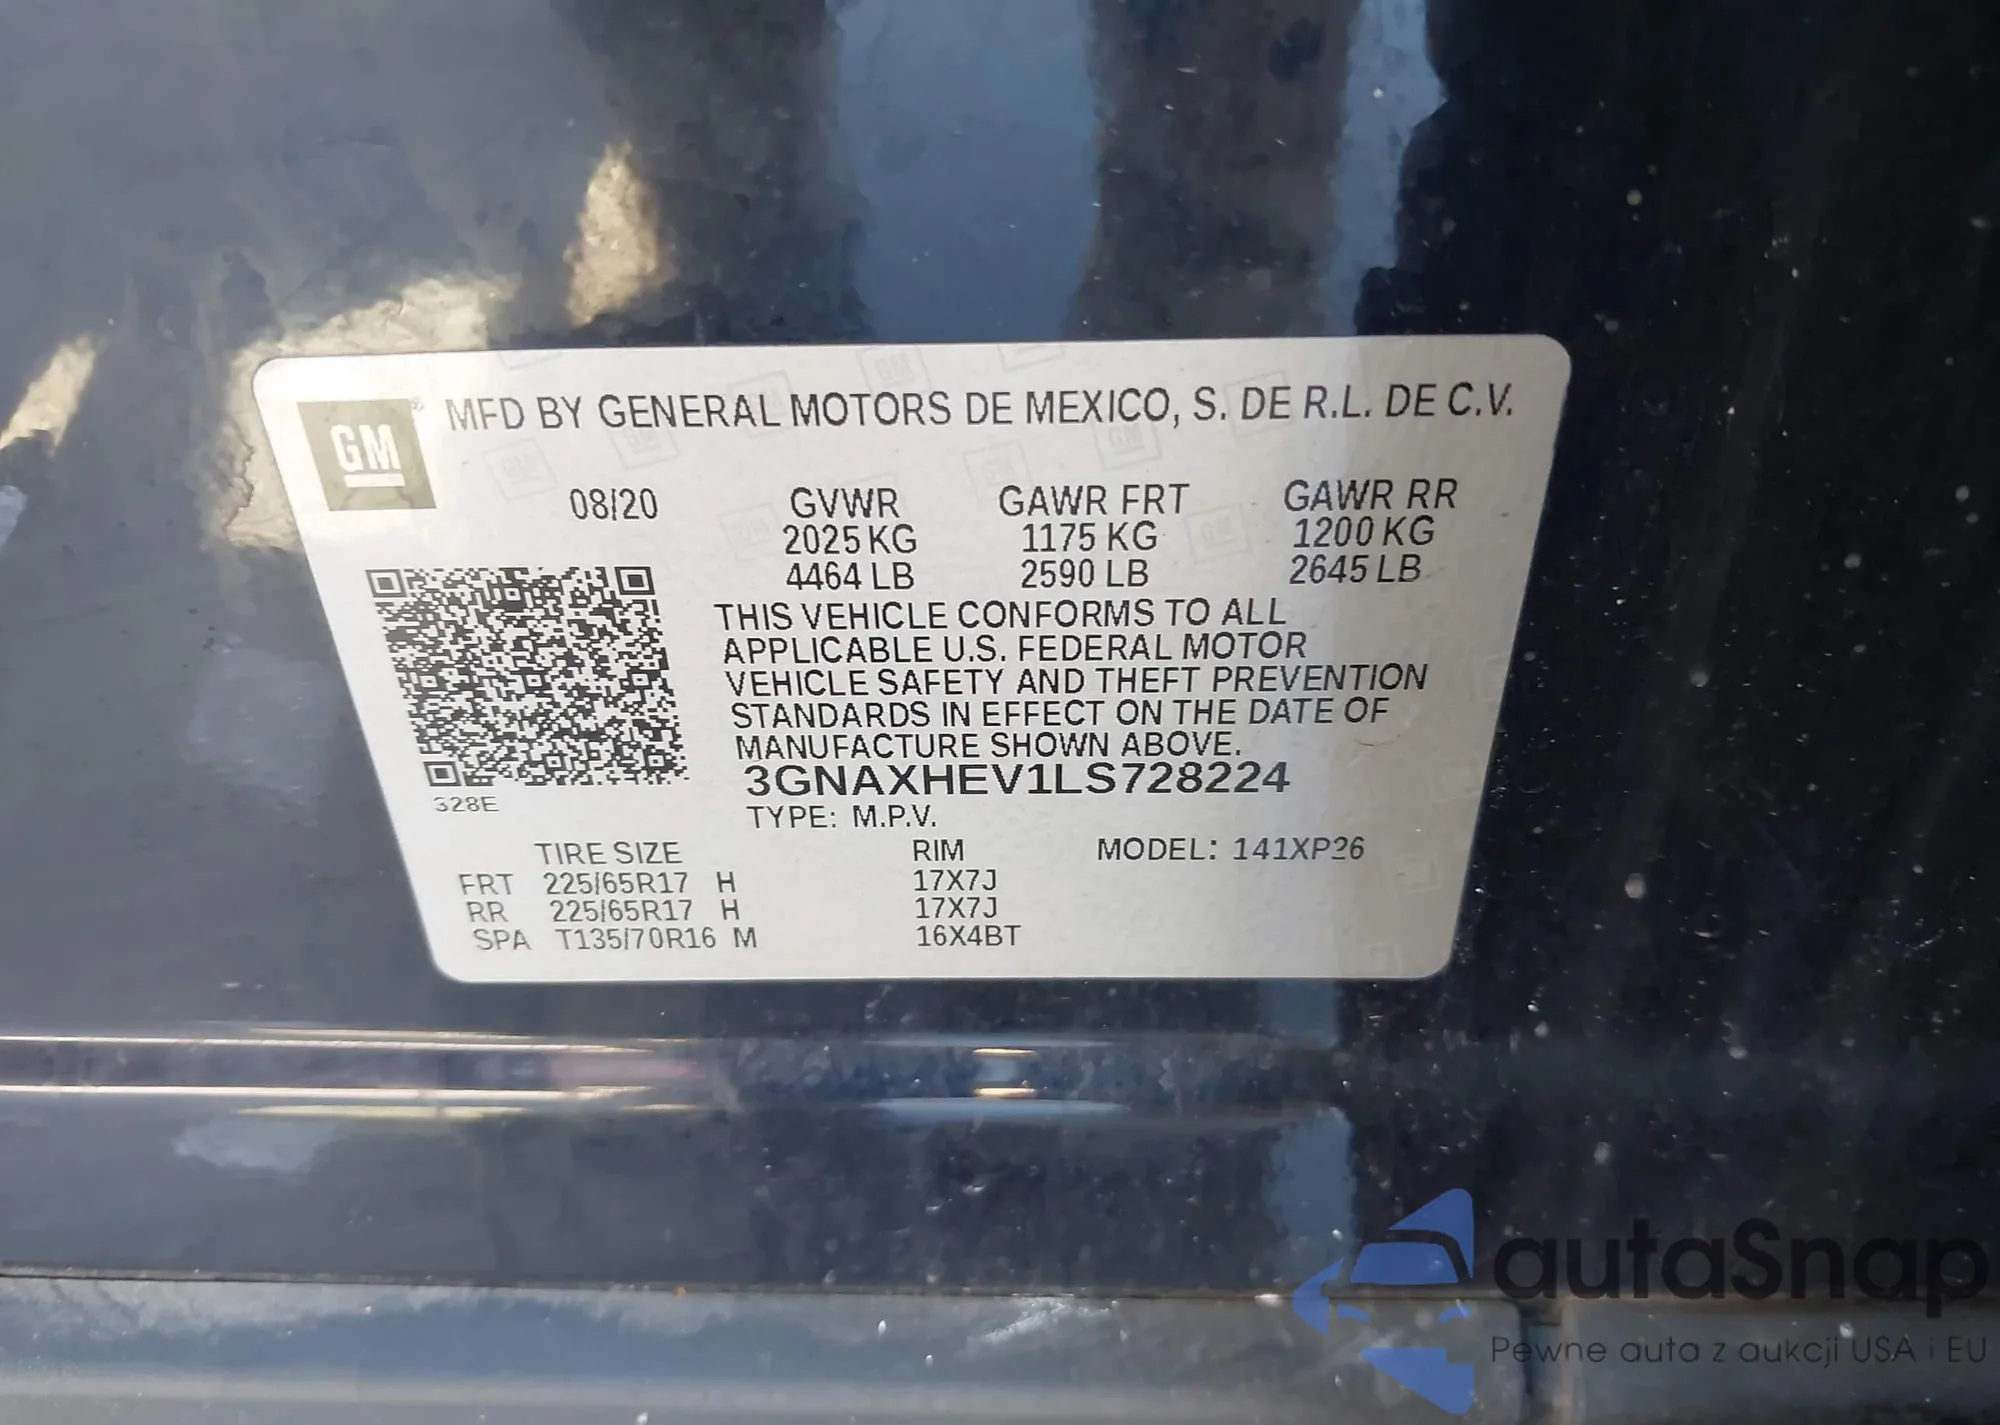 GM® MFD BY GENERAL MOTORS DE MEXICO, S. DE R.L. DE C.V.
08/20 GVWR GAWR FRT GAWR RR
2025 KG 1175 KG 1200 KG
4464 LB 2590 LB 2645 LB
THIS VEHICLE CONFORMS TO ALL
APPLICABLE U.S. FEDERAL MOTOR
VEHICLE SAFETY AND THEFT PREVENTION
STANDARDS IN EFFECT ON THE DATE OF
MANUFACTURE SHOWN ABOVE.
3GNAXHEV1LS728224
328E
TYPE: M.P.V.
TIRE SIZE RIM MODEL: 141XP26
FRT 225/65R17 H 17X7J
RR 225/65R17 H 17X7J
SPA T135/70R16 M 16X4BT
autaSnap
Pewne auta z aukcji USA i EU